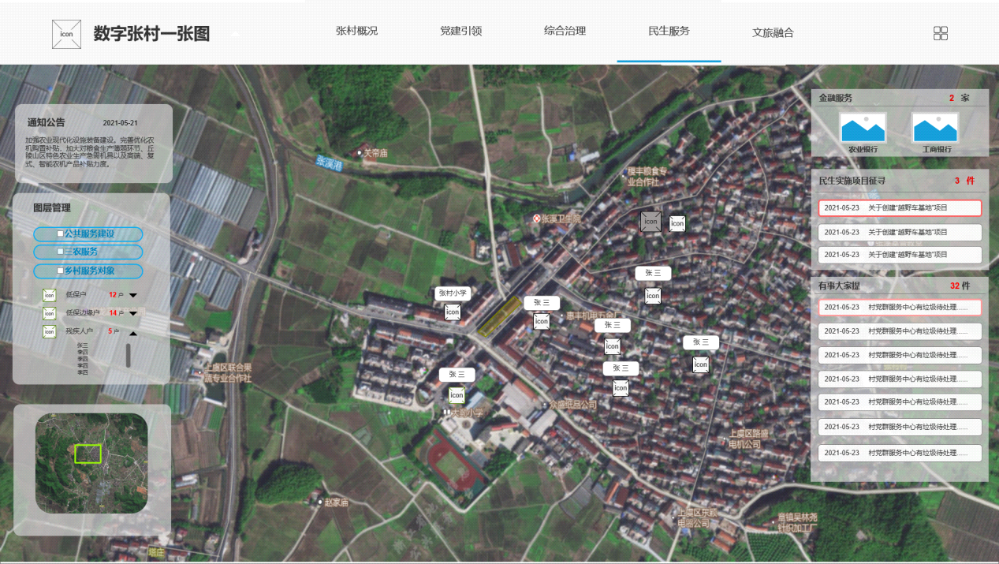 icon
数字张村一张图
张村概况
党建引领
综合治理
民生服务
文旅融合
通知公告
2021-05-21
加强农业现代化设施装备建设。完善优化农
机购置补贴，加大对粮食生产薄弱环节、丘
陵山区特色农业生产急需机具以及高端、复
式、智能农机产品补贴力度。
图层管理
公共服务建设
三农服务
乡村服务对象
icon 低保户 12 户
icon 低保边缘户 14 户
icon 残疾人户 5 户
张三
李四
李四
李四
李四
关帝庙
张溪港
张溪卫生院
丰粮食专
业合作社
icon
icon
张 三
icon
张村小学
icon
张 三
icon
惠丰机电五金厂
张 三
icon
张 三
icon
张 三
icon
张 三
icon
上虞区联合果
蔬专业合作社
大勤小学
众盛纸品公司
上虞区路盛
电机公司
赵家庙
上虞区东颖
电器公司
章镇吴林尧
针织加工厂
塔庄
金融服务
2 家
农业银行
工商银行
民生实施项目征寻
3 件
2021-05-23 关于创建“越野车基地”项目
2021-05-23 关于创建“越野车基地”项目
2021-05-23 关于创建“越野车基地”项目
有事大家提
32 件
2021-05-23 村党群服务中心有垃圾待处理......
2021-05-23 村党群服务中心有垃圾待处理......
2021-05-23 村党群服务中心有垃圾待处理......
2021-05-23 村党群服务中心有垃圾待处理......
2021-05-23 村党群服务中心有垃圾待处理......
2021-05-23 村党群服务中心有垃圾待处理......
2021-05-23 村党群服务中心有垃圾待处理......